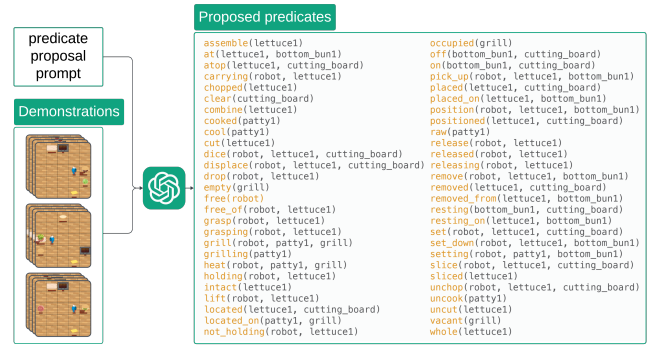 Proposed predicates
predicate
proposal
prompt
Demonstrations
assemble(lettuce1)
at(lettuce1, bottom_bun1)
atop(lettuce1, cutting_board)
carrying(robot, lettuce1)
chopped(lettuce1)
clear(cutting_board)
combine(lettuce1)
cooked(patty1)
cool(patty1)
cut(lettuce1)
dice(robot, lettuce1, cutting_board)
displace(robot, lettuce1, cutting_board)
drop(robot, lettuce1)
empty(grill)
free(robot)
free_of(robot, lettuce1)
grasp(robot, lettuce1)
grasping(robot, lettuce1)
grill(robot, patty1, grill)
grilling(patty1)
heat(robot, patty1, grill)
holding(robot, lettuce1)
intact(lettuce1)
lift(robot, lettuce1)
located(lettuce1, cutting_board)
located_on(patty1, grill)
not_holding(robot, lettuce1)
occupied(grill)
off(bottom_bun1, cutting_board)
on(bottom_bun1, cutting_board)
pick_up(robot, lettuce1, bottom_bun1)
placed(lettuce1, cutting_board)
placed_on(lettuce1, bottom_bun1)
position(robot, lettuce1, bottom_bun1)
positioned(lettuce1, cutting_board)
raw(patty1)
release(robot, lettuce1)
released(robot, lettuce1)
releasing(robot, lettuce1)
remove(robot, lettuce1, bottom_bun1)
removed(lettuce1, cutting_board)
removed_from(lettuce1, bottom_bun1)
resting(bottom_bun1, cutting_board)
resting_on(lettuce1, bottom_bun1)
set(robot, lettuce1, cutting_board)
set_down(robot, lettuce1, bottom_bun1)
setting(robot, patty1, bottom_bun1)
slice(robot, lettuce1, cutting_board)
sliced(lettuce1)
unchop(robot, lettuce1, cutting_board)
uncook(patty1)
uncut(lettuce1)
vacant(grill)
whole(lettuce1)